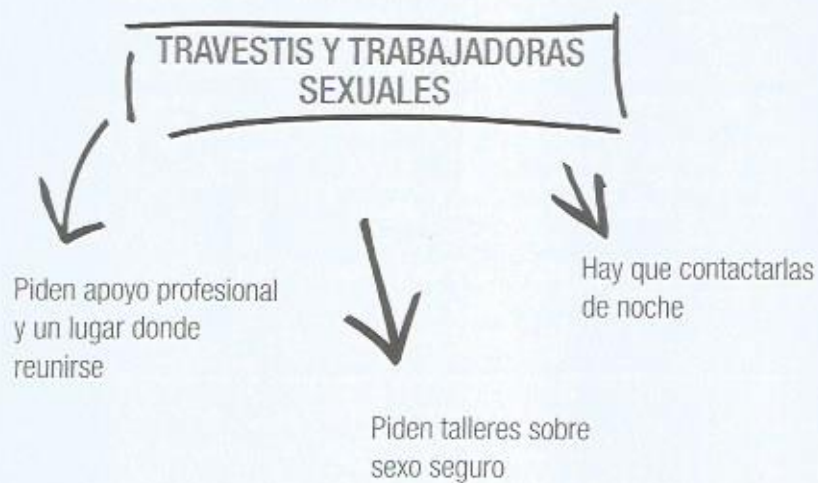 TRAVESTIS Y TRABAJADORAS
SEXUALES
Piden apoyo profesional
y un lugar donde
reunirse
Hay que contactarlas
de noche
Piden talleres sobre
sexo seguro